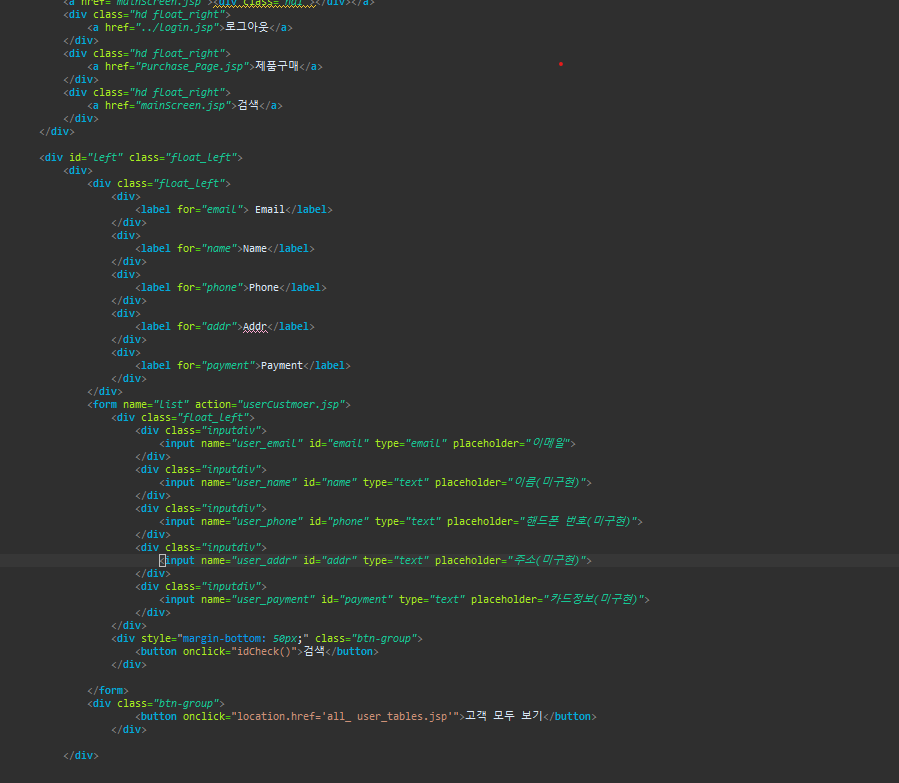 <a href="mainScreen.jsp"><div class="hd1"></div></a>
<div class="hd float_right">
<a href="../login.jsp">로그아웃</a>
</div>
<div class="hd float_right">
<a href="Purchase_Page.jsp">제품구매</a>
</div>
<div class="hd float_right">
<a href="mainScreen.jsp">검색</a>
</div>
</div>
<div id="left" class="float_left">
<div>
<div class="float_left">
<div>
<label for="email"> Email</label>
</div>
<div>
<label for="name">Name</label>
</div>
<div>
<label for="phone">Phone</label>
</div>
<div>
<label for="addr">Addr</label>
</div>
<div>
<label for="payment">Payment</label>
</div>
</div>
<form name="list" action="userCustmoer.jsp">
<div class="float_left">
<div class="inputdiv">
<input name="user_email" id="email" type="email" placeholder="이메일">
</div>
<div class="inputdiv">
<input name="user_name" id="name" type="text" placeholder="이름(미구현)">
</div>
<div class="inputdiv">
<input name="user_phone" id="phone" type="text" placeholder="핸드폰 번호(미구현)">
</div>
<div class="inputdiv">
<input name="user_addr" id="addr" type="text" placeholder="주소(미구현)">
</div>
<div class="inputdiv">
<input name="user_payment" id="payment" type="text" placeholder="카드정보(미구현)">
</div>
</div>
<div style="margin-bottom: 50px;" class="btn-group">
<button onclick="idCheck()">검색</button>
</div>
</form>
<div class="btn-group">
<button onclick="location.href='all_ user_tables.jsp'">고객 모두 보기</button>
</div>
</div>